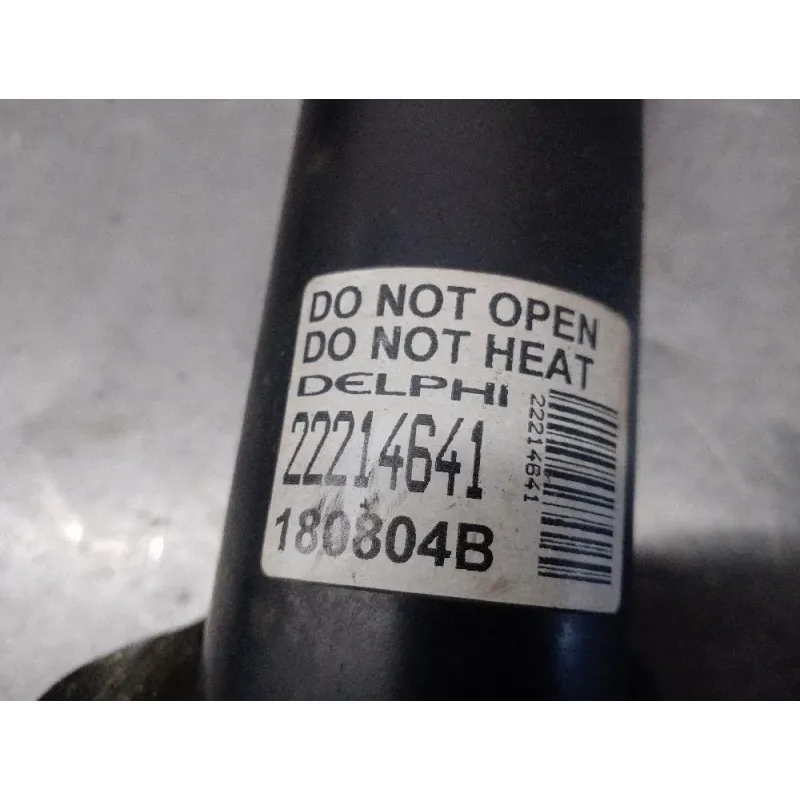 DO NOT OPEN
DO NOT HEAT
DELPHI
22214641
180804B
22214641